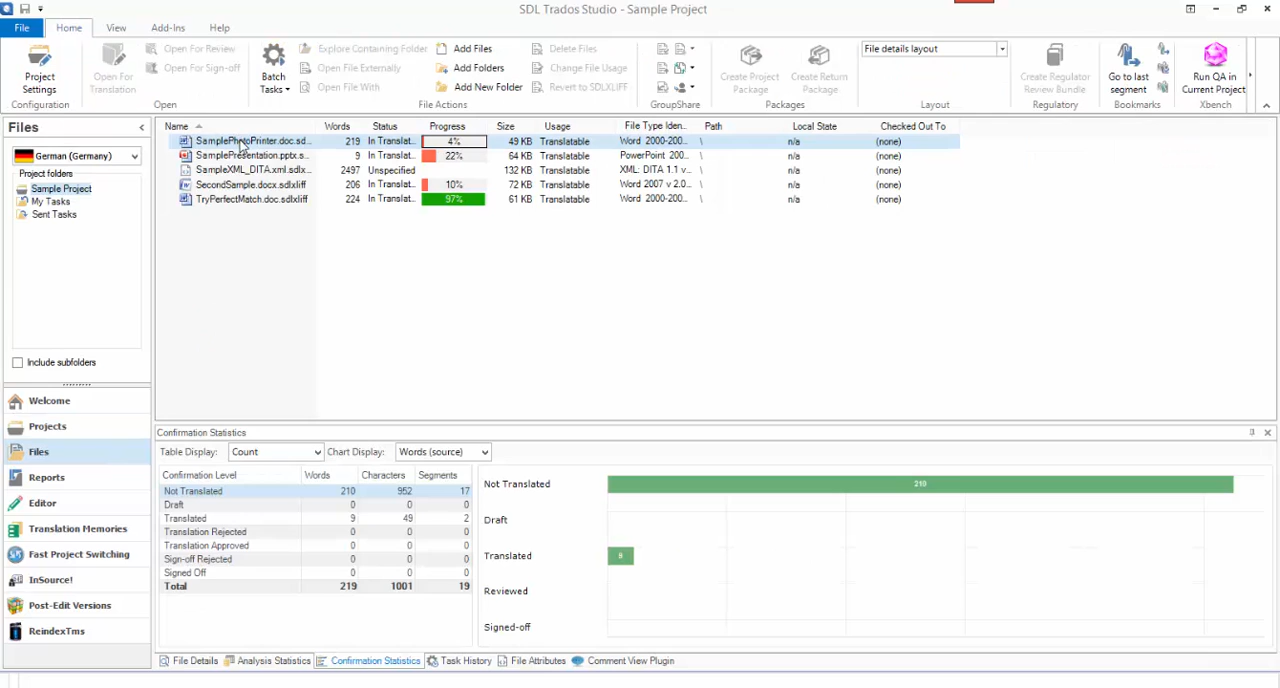 SDL Trados Studio - Sample Project
File Home View Add-Ins Help
Project Settings
Configuration
Open For Translation
Open For Review
Open For Sign-off
Open
Batch Tasks
Explore Containing Folder
Open File Externally
Open File With
Add Files
Add Folders
Add New Folder
Delete Files
Change File Usage
Revert to SDLXLIFF
File Actions
GroupShare
Create Project Package
Create Return Package
Packages
File details layout
Layout
Create Regulatory Review Bundle
Regulatory
Go to last segment
Bookmarks
Run QA in Current Project
Xbench
Files
German (Germany)
Project folders
Sample Project
My Tasks
Sent Tasks
Include subfolders
Welcome
Projects
Files
Reports
Editor
Translation Memories
Fast Project Switching
InSource!
Post-Edit Versions
ReindexTms
Name Words Status Progress Size Usage File Type Iden... Path Local State Checked Out To
SamplePhotoPrinter.doc.sd... 219 In Translat... 4% 49 KB Translatable Word 2000-200... \ n/a (none)
SamplePresentation.pptx.s... 9 In Translat... 22% 64 KB Translatable PowerPoint 200... \ n/a (none)
SampleXML_DITA.xml.sdlx... 2497 Unspecified 132 KB Translatable XML: DITA 1.1 v... \ n/a (none)
SecondSample.docx.sdlxliff 206 In Translat... 10% 72 KB Translatable Word 2007 v 2.0... \ n/a (none)
TryPerfectMatch.doc.sdlxliff 224 In Translat... 97% 61 KB Translatable Word 2000-200... \ n/a (none)
Confirmation Statistics
Table Display: Count Chart Display: Words (source)
Confirmation Level Words Characters Segments
Not Translated 210 952 17
Draft 0 0 0
Translated 9 49 2
Translation Rejected 0 0 0
Translation Approved 0 0 0
Sign-off Rejected 0 0 0
Signed Off 0 0 0
Total 219 1001 19
Not Translated 210
Draft
Translated 9
Reviewed
Signed-off
File Details Analysis Statistics Confirmation Statistics Task History File Attributes Comment View Plugin